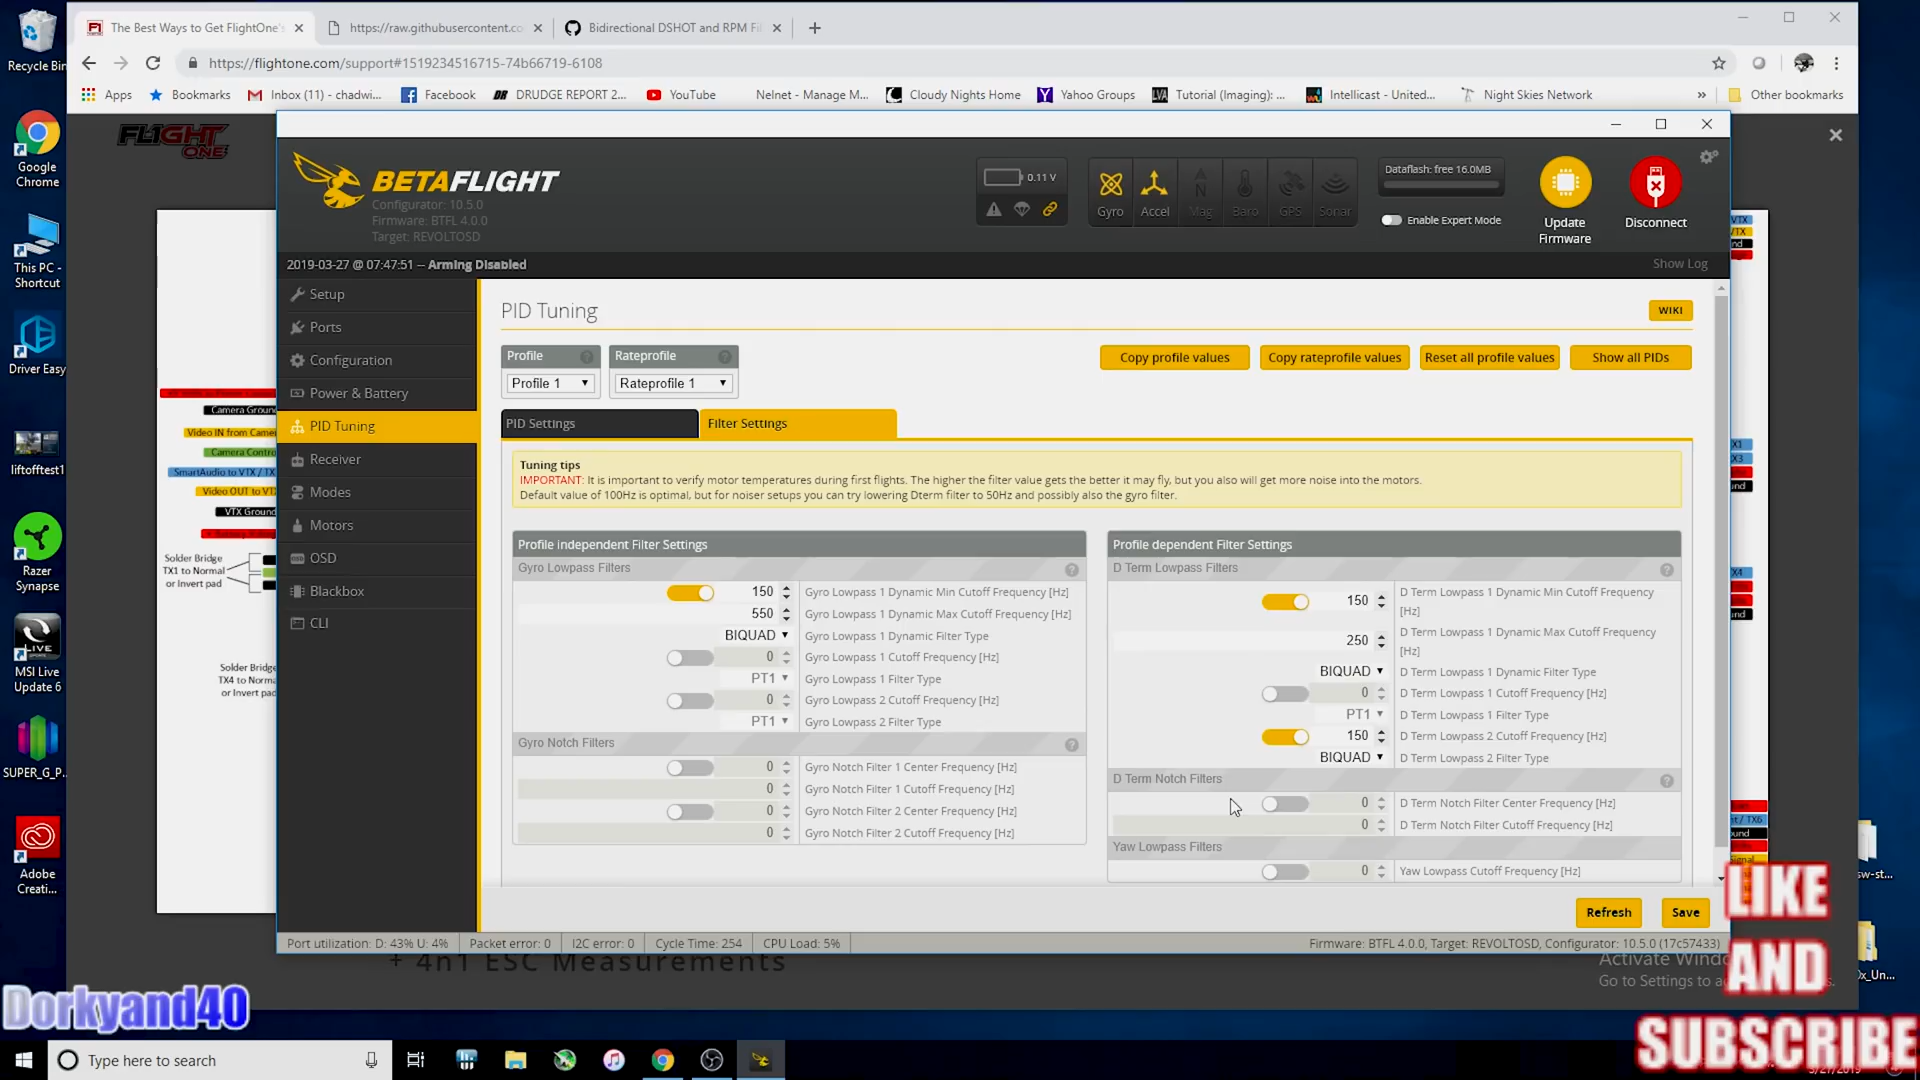 The Best Ways to Get FlightOne's
https://raw.githubusercontent.co
Bidirectional DSHOT and RPM Fil
https://flightone.com/support#1519234516715-74b66719-6108
Apps
Bookmarks
Inbox (11) - chadwi...
Facebook
DRUDGE REPORT 2...
YouTube
Nelnet - Manage M...
Cloudy Nights Home
Yahoo Groups
Tutorial (Imaging): ...
Intellicast - United...
Night Skies Network
Other bookmarks
Recycle Bin
Google Chrome
This PC - Shortcut
Driver Easy
liftofftest1
Razer Synapse
MSI Live Update 6
SUPER_G_P...
Adobe Creati...
FLIGHT ONE
BETAFLIGHT
Configurator: 10.5.0
Firmware: BTFL 4.0.0
Target: REVOLTOSD
0.11 V
Gyro
Accel
Mag
Baro
GPS
Sonar
Dataflash: free 16.0MB
Enable Expert Mode
Update Firmware
Disconnect
2019-03-27 @ 07:47:51 -- Arming Disabled
Show Log
Setup
Ports
Configuration
Power & Battery
PID Tuning
Receiver
Modes
Motors
OSD
Blackbox
CLI
PID Tuning
WIKI
Profile
Rateprofile
Profile 1
Rateprofile 1
Copy profile values
Copy rateprofile values
Reset all profile values
Show all PIDs
PID Settings
Filter Settings
Tuning tips
IMPORTANT: It is important to verify motor temperatures during first flights. The higher the filter value gets the better it may fly, but you also will get more noise into the motors.
Default value of 100Hz is optimal, but for noiser setups you can try lowering Dterm filter to 50Hz and possibly also the gyro filter.
Profile independent Filter Settings
Gyro Lowpass Filters
150 Gyro Lowpass 1 Dynamic Min Cutoff Frequency [Hz]
550 Gyro Lowpass 1 Dynamic Max Cutoff Frequency [Hz]
BIQUAD Gyro Lowpass 1 Dynamic Filter Type
0 Gyro Lowpass 1 Cutoff Frequency [Hz]
PT1 Gyro Lowpass 1 Filter Type
0 Gyro Lowpass 2 Cutoff Frequency [Hz]
PT1 Gyro Lowpass 2 Filter Type
Gyro Notch Filters
0 Gyro Notch Filter 1 Center Frequency [Hz]
0 Gyro Notch Filter 1 Cutoff Frequency [Hz]
0 Gyro Notch Filter 2 Center Frequency [Hz]
0 Gyro Notch Filter 2 Cutoff Frequency [Hz]
Profile dependent Filter Settings
D Term Lowpass Filters
150 D Term Lowpass 1 Dynamic Min Cutoff Frequency [Hz]
250 D Term Lowpass 1 Dynamic Max Cutoff Frequency [Hz]
BIQUAD D Term Lowpass 1 Dynamic Filter Type
0 D Term Lowpass 1 Cutoff Frequency [Hz]
PT1 D Term Lowpass 1 Filter Type
150 D Term Lowpass 2 Cutoff Frequency [Hz]
BIQUAD D Term Lowpass 2 Filter Type
D Term Notch Filters
0 D Term Notch Filter Center Frequency [Hz]
0 D Term Notch Filter Cutoff Frequency [Hz]
Yaw Lowpass Filters
0 Yaw Lowpass Cutoff Frequency [Hz]
Refresh
Save
Port utilization: D: 43% U: 4%
Packet error: 0
I2C error: 0
Cycle Time: 254
CPU Load: 5%
Firmware: BTFL 4.0.0, Target: REVOLTOSD, Configurator: 10.5.0 (17c57433)
Camera Ground
Video IN from Came
Camera Contro
SmartAudio to VTX / TX
Video OUT to VT
VTX Ground
Solder Bridge
TX1 to Normal
or Invert pad
Solder Bridge
TX4 to Norma
or Invert pad
+ 4n1 ESC Measurements
Activate Windo
Go to Settings to a
LIKE
AND
SUBSCRIBE
Dorkyand40
Type here to search